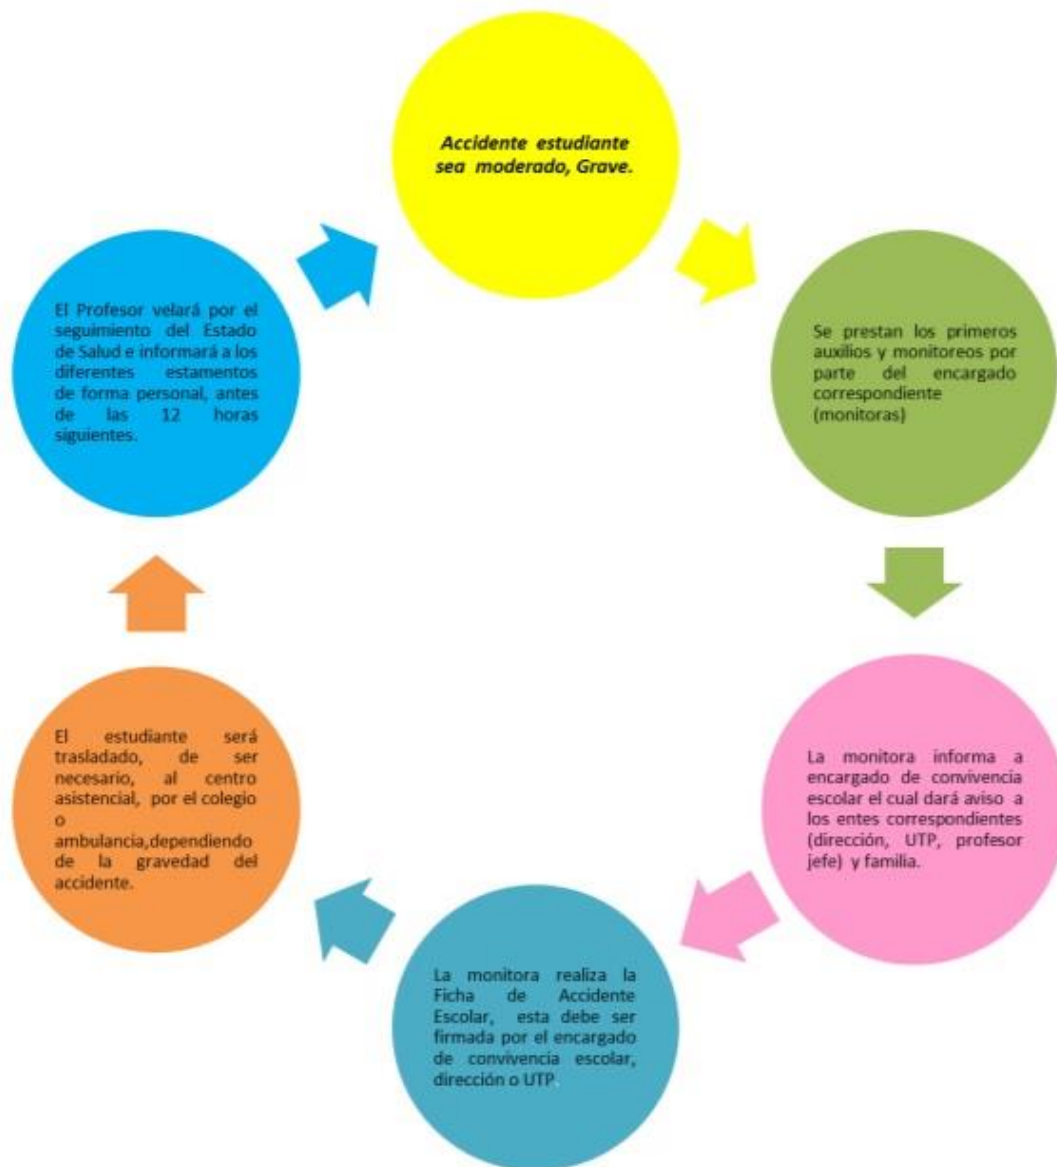 Accidente estudiante
sea moderado, Grave.
Se prestan los primeros
auxilios y monitoreos por
parte del encargado
correspondiente
(monitoras)
La monitora informa a
encargado de convivencia
escolar el cual dará aviso a
los entes correspondientes
(dirección, UTP, profesor
jefe) y familia.
La monitora realiza la
Ficha de Accidente
Escolar, esta debe ser
firmada por el encargado
de convivencia escolar,
dirección o UTP.
El estudiante será
trasladado, de ser
necesario, al centro
asistencial, por el colegio
o
ambulancia,dependiendo
de la gravedad del
accidente.
El Profesor velará por el
seguimiento del Estado
de Salud e informará a los
diferentes estamentos
de forma personal, antes
de las 12 horas
siguientes.